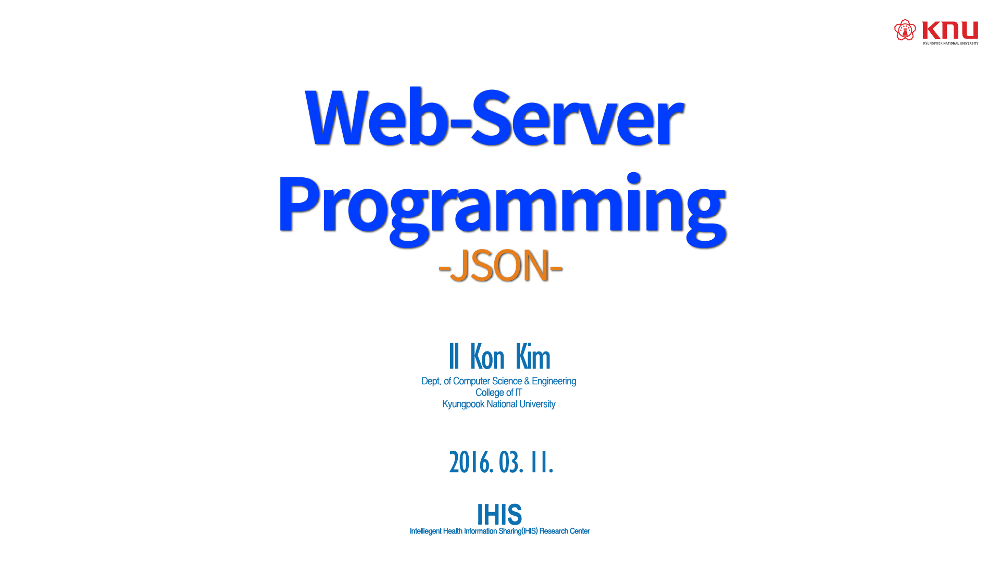 KNU
KYUNGPOOK NATIONAL UNIVERSITY
Web-Server
Programming
-JSON-
Il Kon Kim
Dept. of Computer Science & Engineering
College of IT
Kyungpook National University
2016. 03. 11.
IHIS
Intelliegent Health Information Sharing(IHIS) Research Center